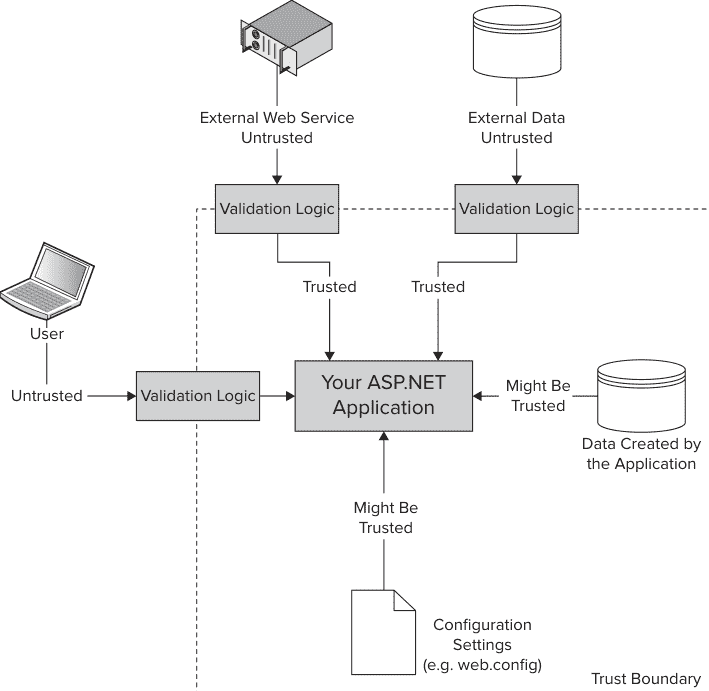 External Web Service
Untrusted
External Data
Untrusted
Validation Logic
Validation Logic
Trusted
Trusted
User
Untrusted
Validation Logic
Your ASP.NET
Application
Might Be
Trusted
Data Created by
the Application
Might Be
Trusted
Configuration
Settings
(e.g. web.config)
Trust Boundary